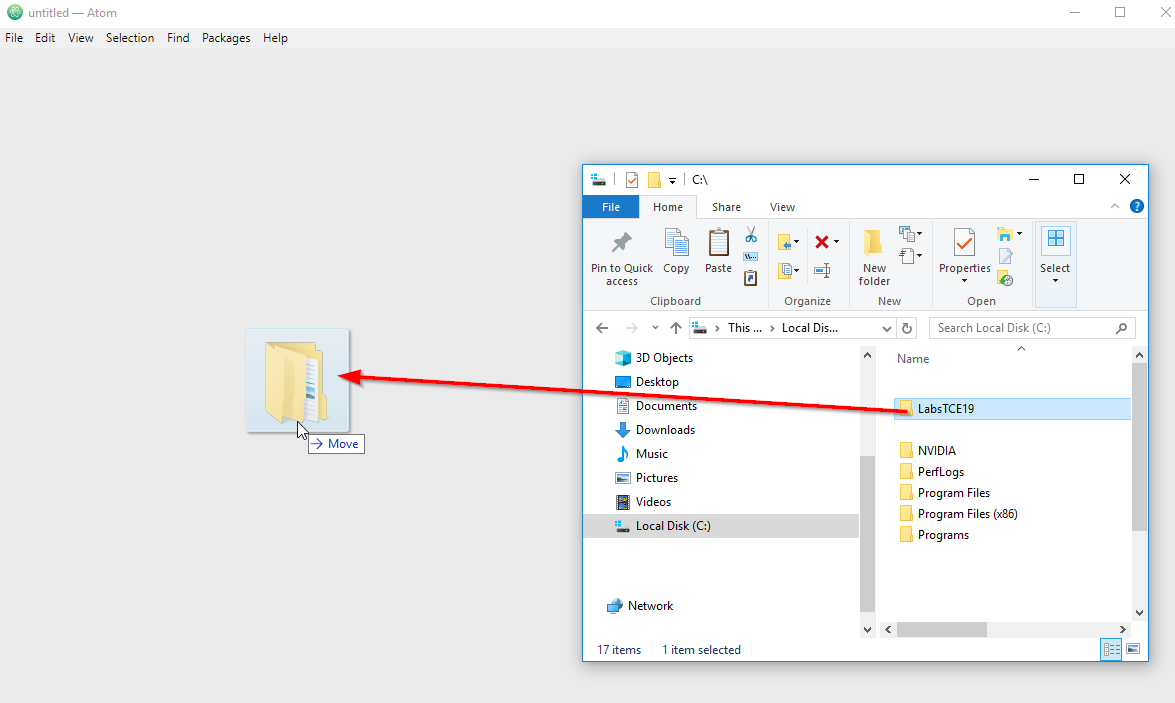 untitled — Atom
File Edit View Selection Find Packages Help
C:\
File Home Share View
?
Pin to Quick access
Copy
Paste
W...
Clipboard
Organize
New folder
New
Properties
Open
Select
This ... Local Dis...
Search Local Disk (C:)
3D Objects
Desktop
Documents
Downloads
Music
Pictures
Videos
Local Disk (C:)
Network
Name
LabsTCE19
NVIDIA
PerfLogs
Program Files
Program Files (x86)
Programs
Move
17 items 1 item selected